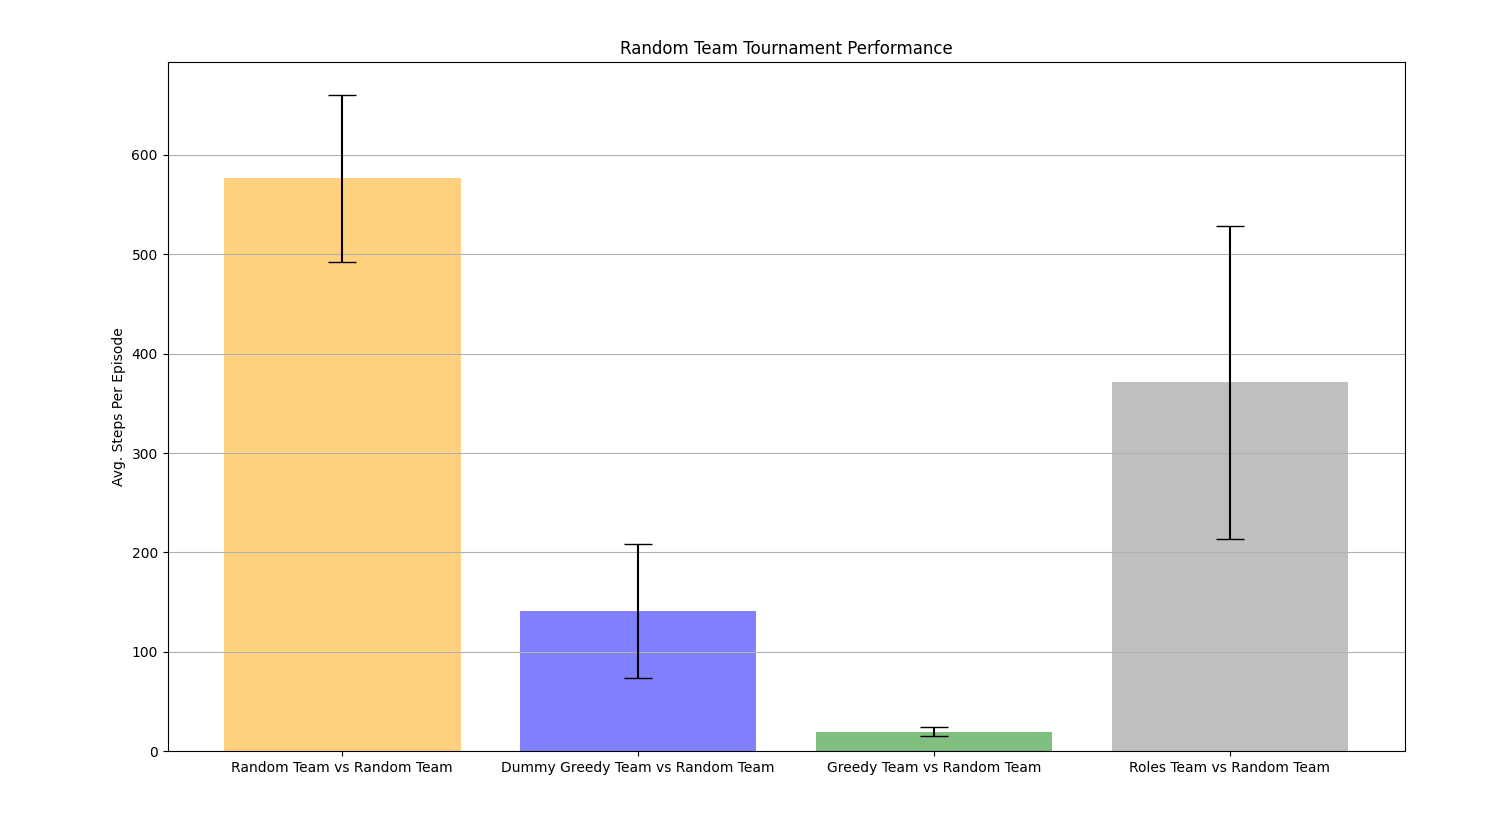 Random Team Tournament Performance
Avg. Steps Per Episode
600
500
400
300
200
100
0
Random Team vs Random Team
Dummy Greedy Team vs Random Team
Greedy Team vs Random Team
Roles Team vs Random Team